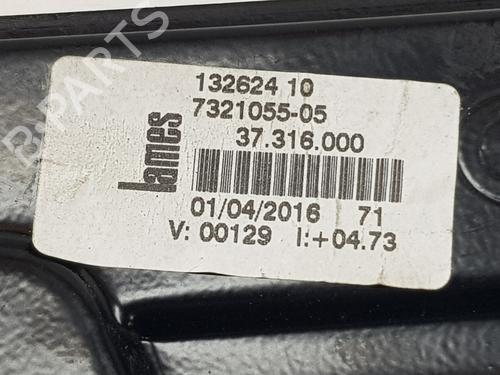 132624 10
7321055-05
37.316.000
lames
01/04/2016 71
V: 00129 I:+04.73
B-PARTS